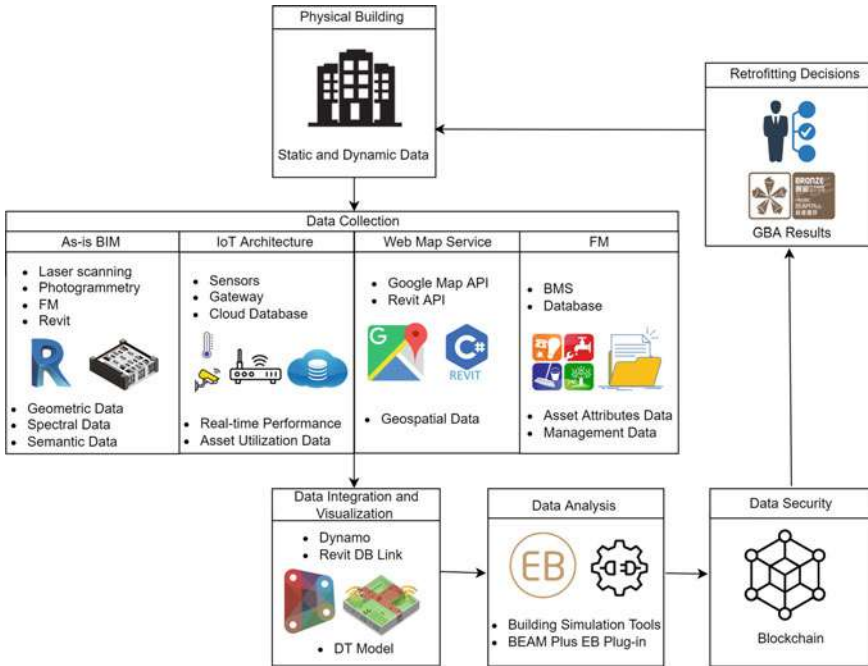 Physical Building
Static and Dynamic Data
Retrofitting Decisions
BRONZE
GBA Results
Data Collection
As-is BIM
Laser scanning
Photogrammetry
FM
Revit
R
Geometric Data
Spectral Data
Semantic Data
IoT Architecture
Sensors
Gateway
Cloud Database
Real-time Performance
Asset Utilization Data
Web Map Service
Google Map API
Revit API
G
C#
REVIT
Geospatial Data
FM
BMS
Database
Asset Attributes Data
Management Data
Data Integration and
Visualization
Dynamo
Revit DB Link
DT Model
Data Analysis
EB
Building Simulation Tools
BEAM Plus EB Plug-in
Data Security
Blockchain